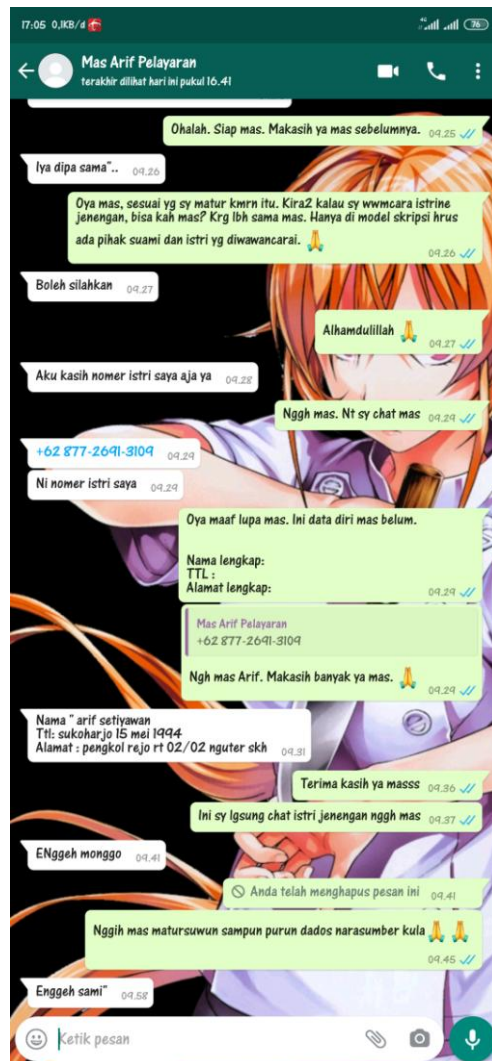 17:05 0,1KB/d
76
Mas Arif Pelayaran
terakhir dilihat hari ini pukul 16.41
Ohalah. Siap mas. Makasih ya mas sebelumnya. 09.25
Iya dipa sama".. 09.26
Oya mas, sesuai yg sy matur kmrn itu. Kira2 kalau sy wwmcara istrine
jenengan, bisa kah mas? Krg lbh sama mas. Hanya di model skripsi hrus
ada pihak suami dan istri yg diwawancarai. 🙏
09.26
Boleh silahkan 09.27
Alhamdulillah 🙏 09.27
Aku kasih nomer istri saya aja ya 09.28
Nggh mas. Nt sy chat mas 09.29
+62 877-2691-3109 09.29
Ni nomer istri saya 09.29
Oya maaf lupa mas. Ini data diri mas belum.
Nama lengkap:
TTL :
Alamat lengkap: 09.29
Mas Arif Pelayaran
+62 877-2691-3109
Ngh mas Arif. Makasih banyak ya mas. 🙏 09.29
Nama " arif setiyawan
Ttl: sukoharjo 15 mei 1994
Alamat : pengkol rejo rt 02/02 nguter skh 09.31
Terima kasih ya masss 09.36
Ini sy lgsung chat istri jenengan nggh mas 09.37
ENggeh monggo 09.41
Anda telah menghapus pesan ini 09.41
Nggih mas matursuwun sampun purun dados narasumber kula 🙏 🙏
09.45
Enggeh sami" 09.58
Ketik pesan